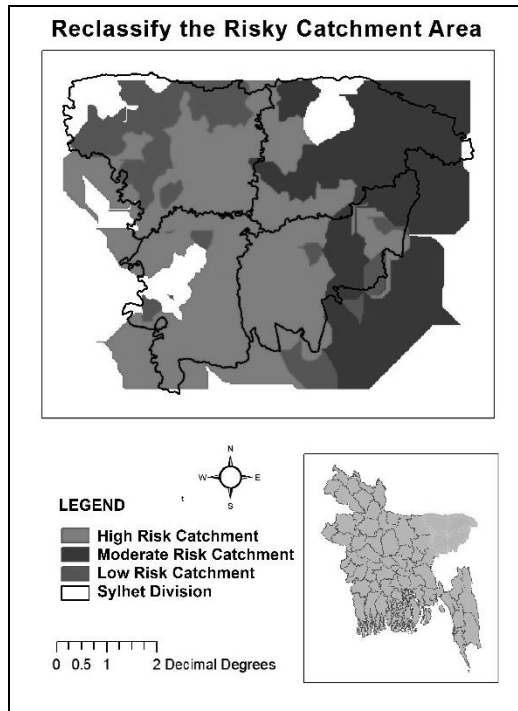 Reclassify the Risky Catchment Area
N
W E
S
t
LEGEND
High Risk Catchment
Moderate Risk Catchment
Low Risk Catchment
Sylhet Division
0 0.5 1 2 Decimal Degrees